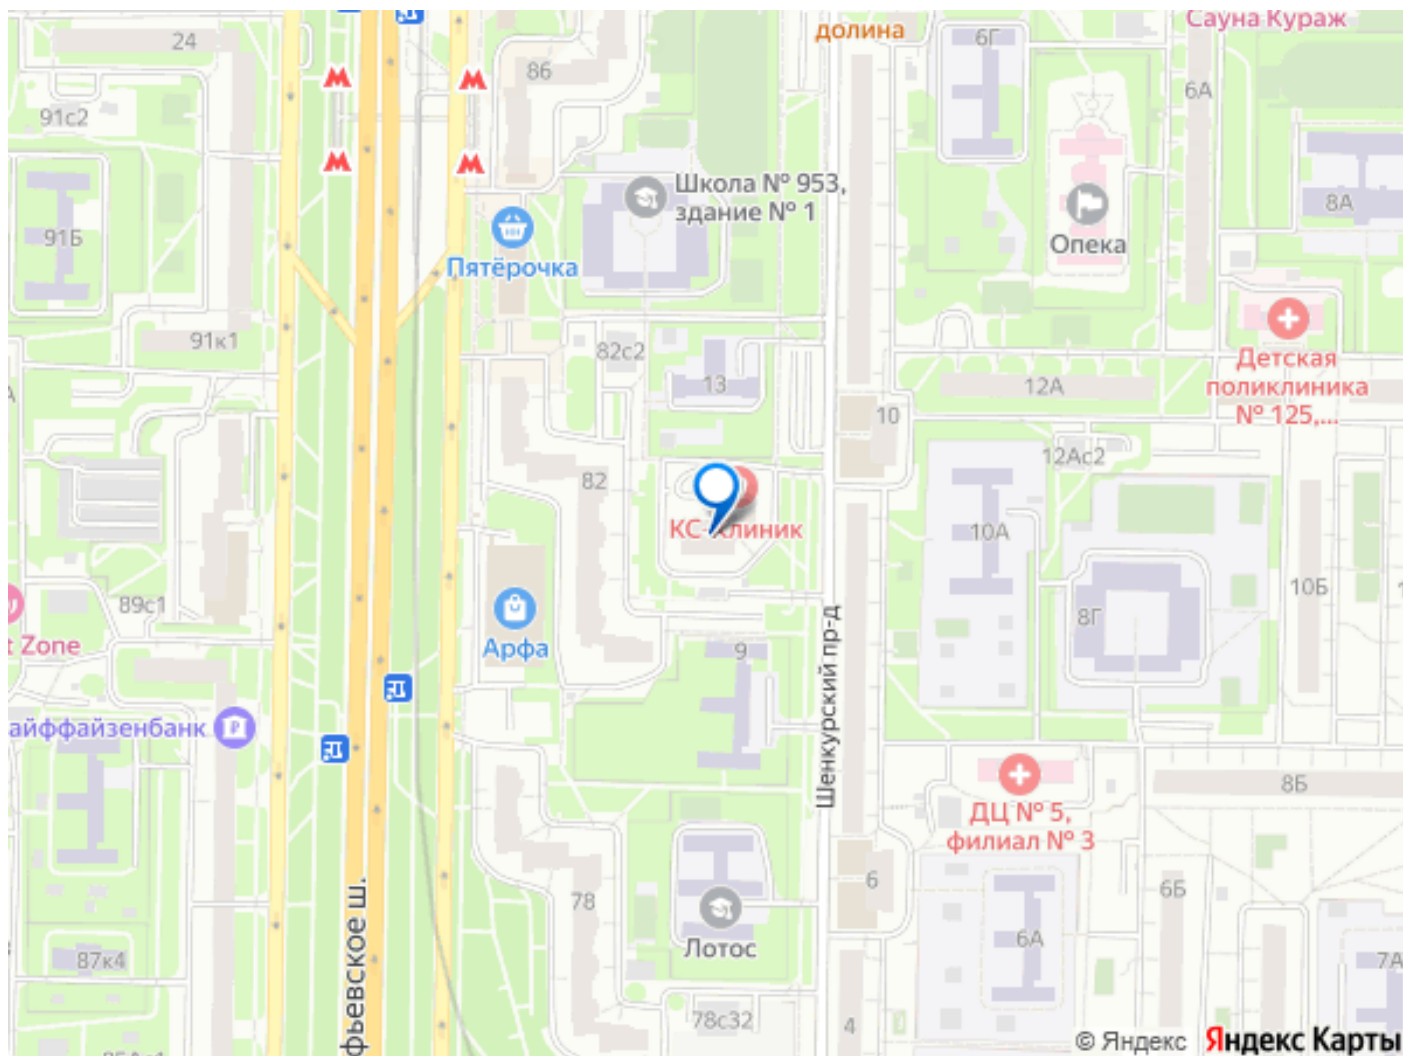 Сауна Кураж
долина
24
6Г
86
6А
91с2
Школа № 953,
здание № 1
8А
91Б
Опека
Пятёрочка
91к1
82с2
13
12А
Детская
поликлиника
№ 125,...
10
12Ас2
82
КС-Клиник
10А
10Б
89с1
8Г
t Zone
Арфа
9
Шенкурский пр-д
айффайзенбанк
8Б
ДЦ № 5,
филиал № 3
6
78
6Б
6А
Лотос
87к4
7А
фьевское ш.
78с32
4
© Яндекс
Яндекс Карты